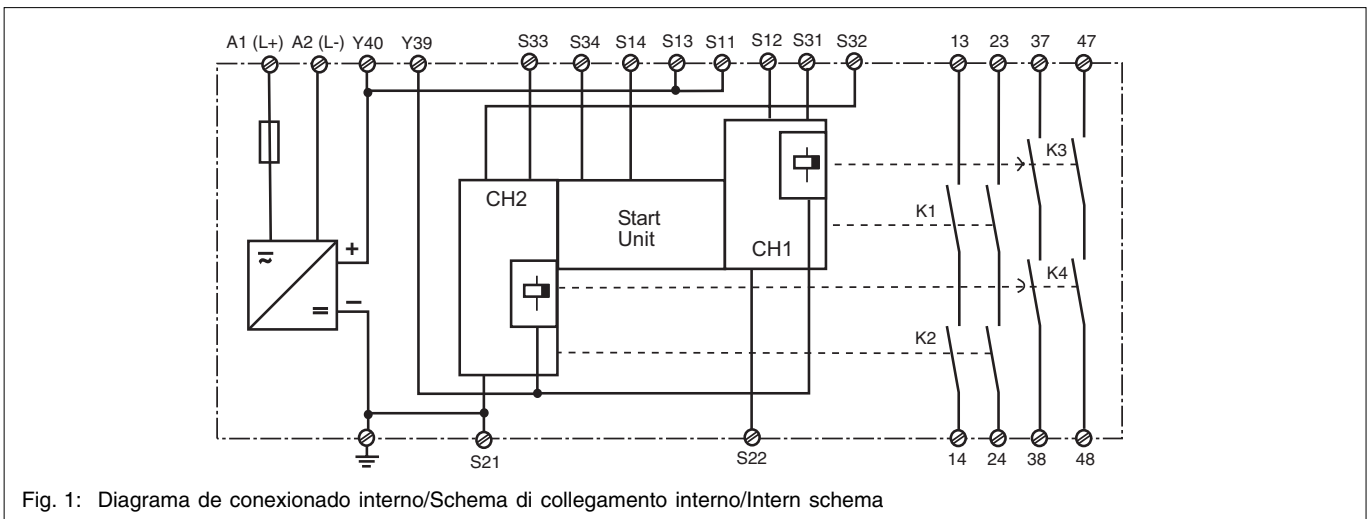 A1 (L+) A2 (L-) Y40 Y39 S33 S34 S14 S13 S11 S12 S31 S32 13 23 37 47
K3
CH2
Start
Unit
K1
CH1
+
K4
−
K2
S21 S22 14 24 38 48
Fig. 1: Diagrama de conexionado interno/Schema di collegamento interno/Intern schema